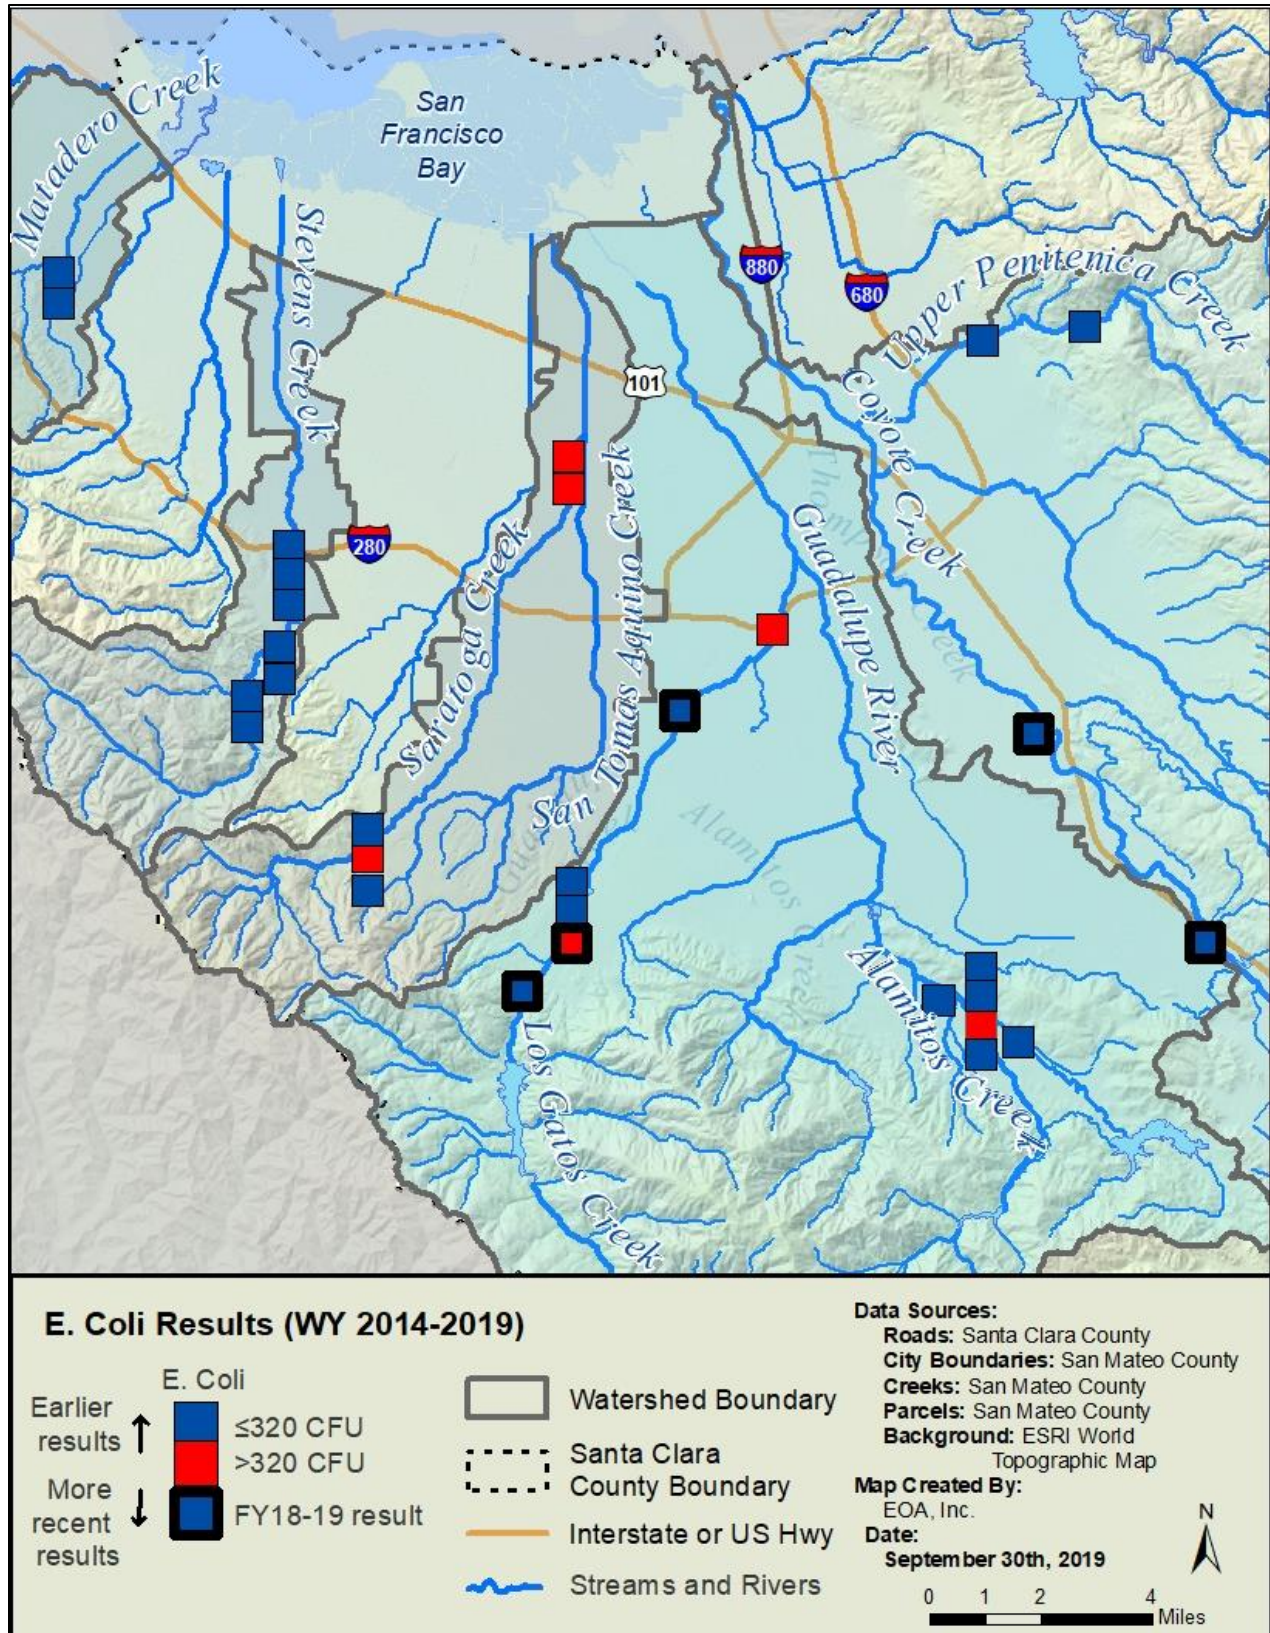 Matadero Creek
San
Francisco
Bay
Stevens Creek
880
680
Upper Penitenica Creek
101
Coyote Creek
280
Saratoga Creek
San Tomas Aquino Creek
Guadalupe River
Creek
Alamitos Creek
Alamitos Creek
Los Gatos Creek
E. Coli Results (WY 2014-2019)
E. Coli
Earlier
results
≤320 CFU
>320 CFU
More
recent
results
FY18-19 result
Watershed Boundary
Santa Clara
County Boundary
Interstate or US Hwy
Streams and Rivers
Data Sources:
Roads: Santa Clara County
City Boundaries: San Mateo County
Creeks: San Mateo County
Parcels: San Mateo County
Background: ESRI World
Topographic Map
Map Created By:
EOA, Inc.
Date:
September 30th, 2019
N
0 1 2 4
Miles